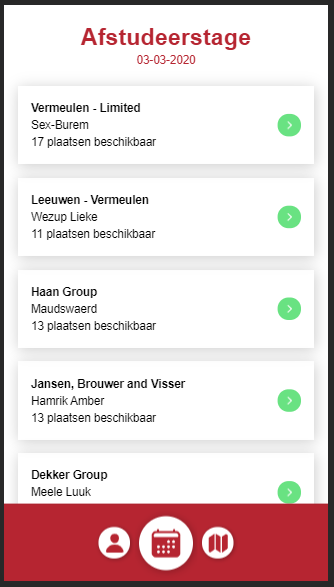 Afstudeerstage
03-03-2020
Vermeulen - Limited
Sex-Burem
17 plaatsen beschikbaar
Leeuwen - Vermeulen
Wezup Lieke
11 plaatsen beschikbaar
Haan Group
Maudswaerd
13 plaatsen beschikbaar
Jansen, Brouwer and Visser
Hamrik Amber
13 plaatsen beschikbaar
Dekker Group
Meele Luuk